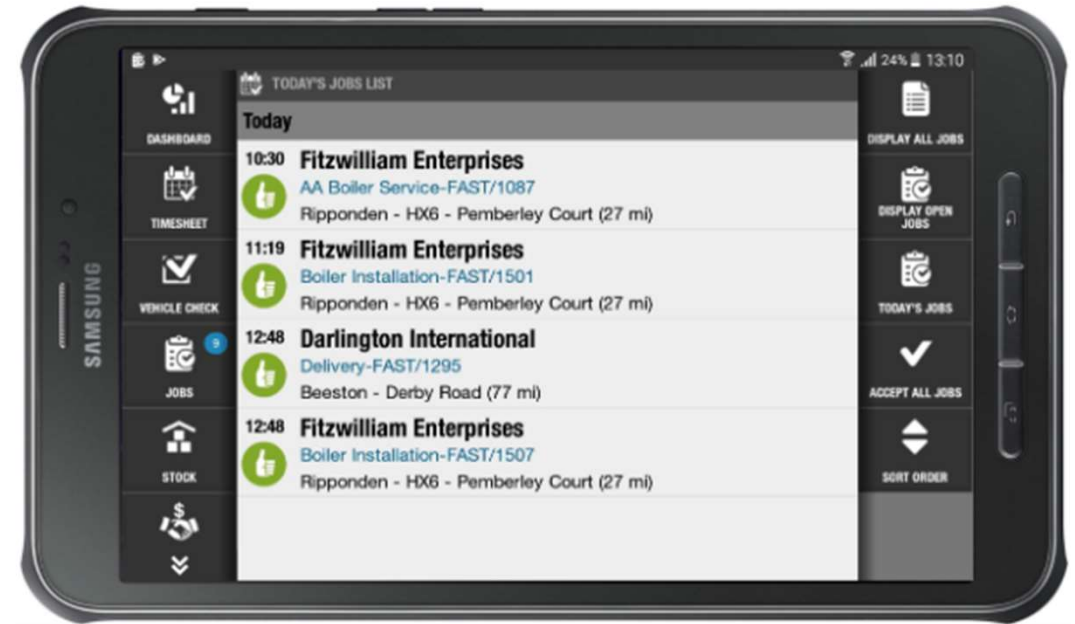 24% 13:10
TODAY'S JOBS LIST
Today
DASHBOARD
TIMESHEET
VEHICLE CHECK
JOBS
9
STOCK
$
10:30 Fitzwilliam Enterprises
AA Boiler Service-FAST/1087
Ripponden - HX6 - Pemberley Court (27 mi)
11:19 Fitzwilliam Enterprises
Boiler Installation-FAST/1501
Ripponden - HX6 - Pemberley Court (27 mi)
12:48 Darlington International
Delivery-FAST/1295
Beeston - Derby Road (77 mi)
12:48 Fitzwilliam Enterprises
Boiler Installation-FAST/1507
Ripponden - HX6 - Pemberley Court (27 mi)
DISPLAY ALL JOBS
DISPLAY OPEN
JOBS
TODAY'S JOBS
ACCEPT ALL JOBS
SORT ORDER
SAMSUNG